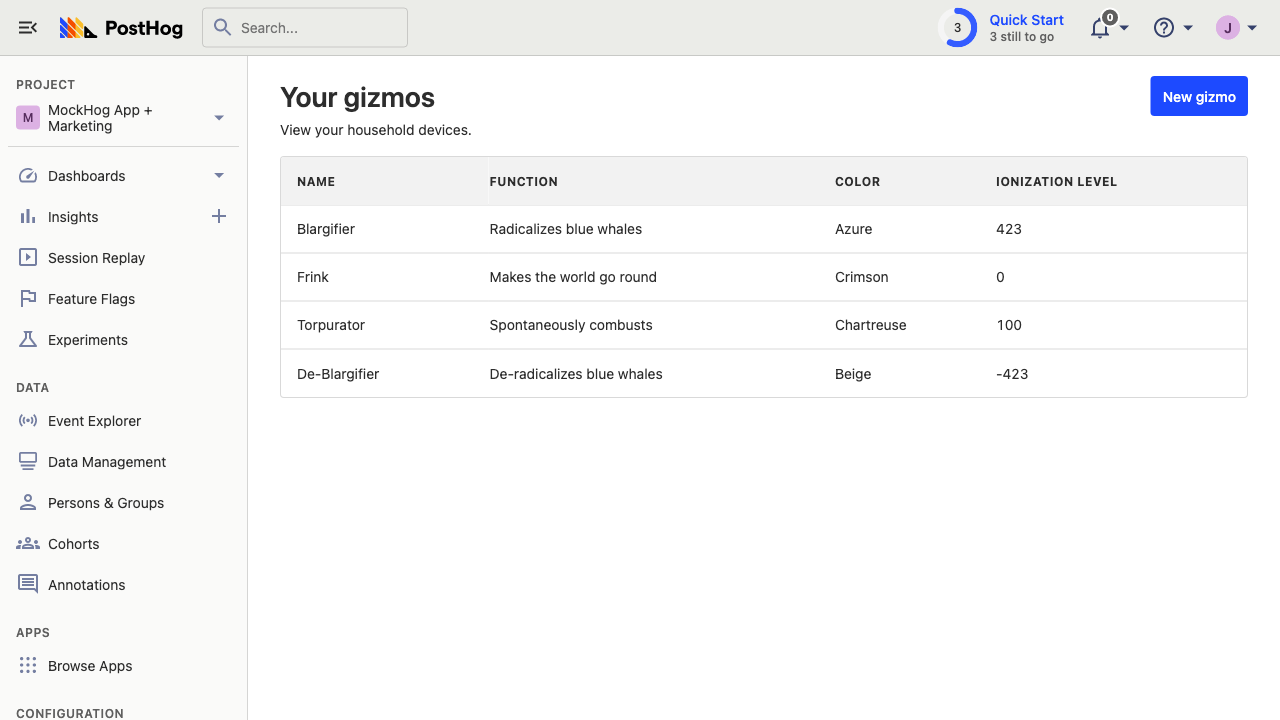 PostHog
Search...
3
Quick Start
3 still to go
0
J
PROJECT
M
MockHog App +
Marketing
Dashboards
Insights
Session Replay
Feature Flags
Experiments
DATA
Event Explorer
Data Management
Persons & Groups
Cohorts
Annotations
APPS
Browse Apps
CONFIGURATION
Your gizmos
New gizmo
View your household devices.
NAME FUNCTION COLOR IONIZATION LEVEL
Blargifier Radicalizes blue whales Azure 423
Frink Makes the world go round Crimson 0
Torpurator Spontaneously combusts Chartreuse 100
De-Blargifier De-radicalizes blue whales Beige -423